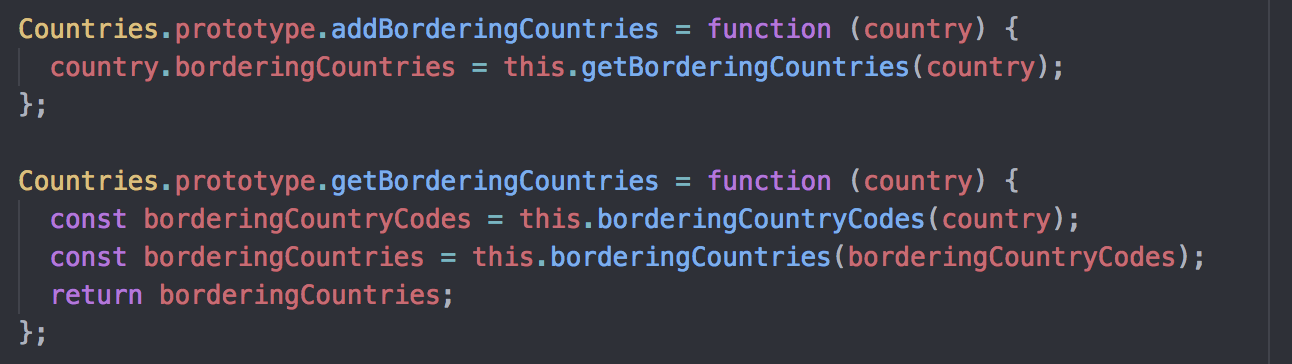 Countries.prototype.addBorderingCountries = function (country) {
  country.borderingCountries = this.getBorderingCountries(country);
};

Countries.prototype.getBorderingCountries = function (country) {
  const borderingCountryCodes = this.borderingCountryCodes(country);
  const borderingCountries = this.borderingCountries(borderingCountryCodes);
  return borderingCountries;
};